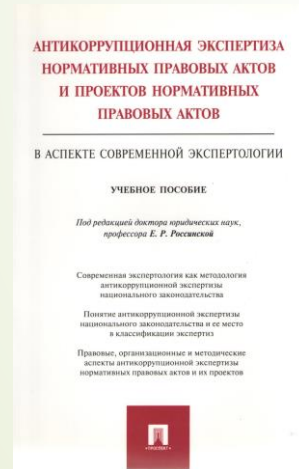 АНТИКОРРУПЦИОННАЯ ЭКСПЕРТИЗА
НОРМАТИВНЫХ ПРАВОВЫХ АКТОВ
И ПРОЕКТОВ НОРМАТИВНЫХ
ПРАВОВЫХ АКТОВ
В АСПЕКТЕ СОВРЕМЕННОЙ ЭКСПЕРТОЛОГИИ
УЧЕБНОЕ ПОСОБИЕ
Под редакцией доктора юридических наук,
профессора Е. Р. Россинской
Современная экспертология как методология
антикоррупционной экспертизы
национального законодательства
Понятие антикоррупционной экспертизы
национального законодательства и ее место
в классификации экспертиз
Правовые, организационные и методические
аспекты антикоррупционной экспертизы
нормативных правовых актов и их проектов
•ПРОСПЕКТ•